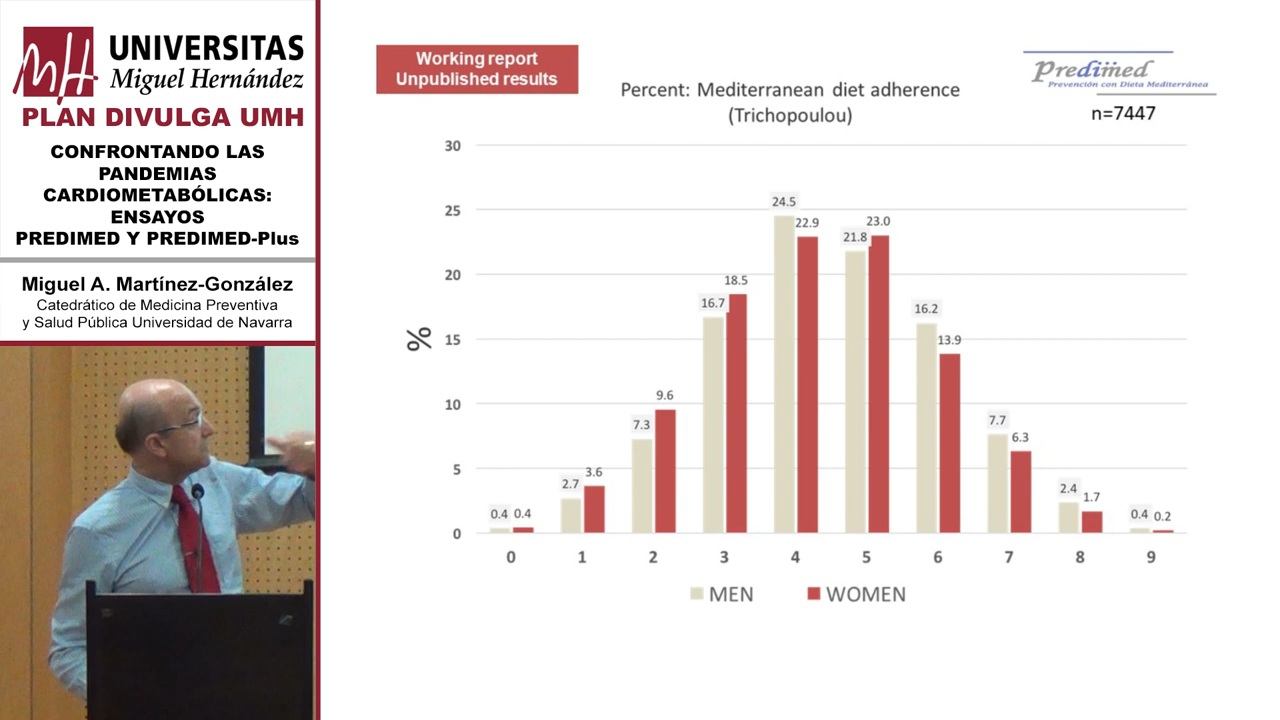 UNIVERSITAS
Miguel Hernández
PLAN DIVULGA UMH
CONFRONTANDO LAS
PANDEMIAS
CARDIOMETABÓLICAS:
ENSAYOS
PREDIMED Y PREDIMED-Plus
Miguel A. Martínez-González
Catedrático de Medicina Preventiva
y Salud Pública Universidad de Navarra
Working report
Unpublished results
Percent: Mediterranean diet adherence
(Trichopoulou)
Predimed
Prevención con Dieta Mediterránea
n=7447
30
25
20
15
10
5
0
%
0.4 0.4
2.7 3.6
7.3 9.6
16.7 18.5
24.5 22.9
21.8 23.0
16.2 13.9
7.7 6.3
2.4 1.7
0.4 0.2
0 1 2 3 4 5 6 7 8 9
MEN WOMEN